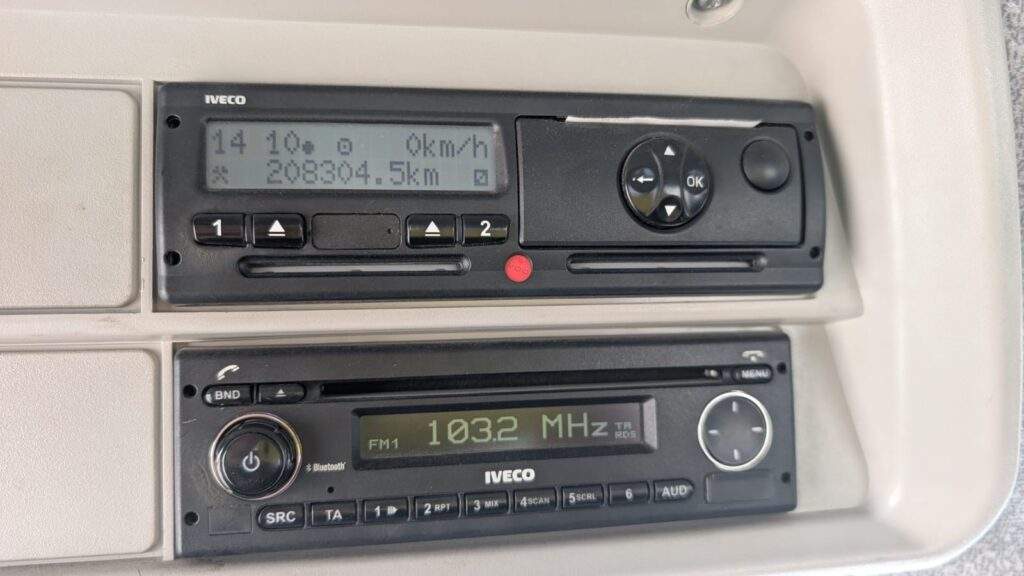 IVECO
14 10 0km/h
208304.5km
1 2
OK
BND MENU
FM1 103.2 MHz TA
RDS
Bluetooth
IVECO
SRC TA 1 2 RPT 3 MIX 4 SCAN 5 SCRL 6 AUD